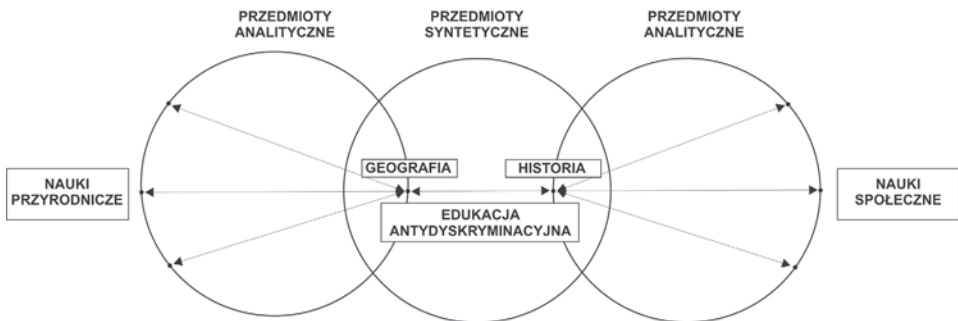 PRZEDMIOTY
ANALITYCZNE
PRZEDMIOTY
SYNTETYCZNE
PRZEDMIOTY
ANALITYCZNE
GEOGRAFIA
HISTORIA
NAUKI
PRZYRODNICZE
EDUKACJA
ANTYDYSKRYMINACYJNA
NAUKI
SPOŁECZNE